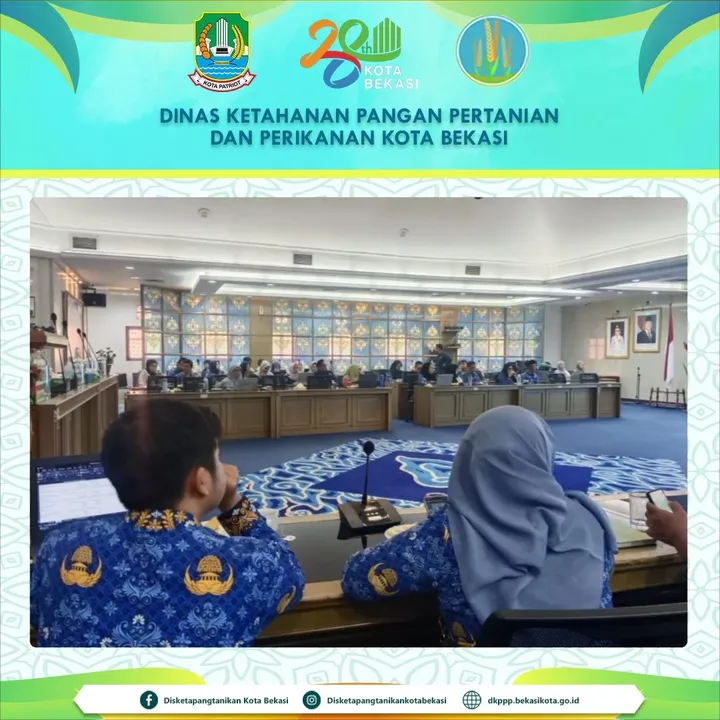 KOTA PATRIOT
28th
KOTA
BEKASI
DINAS KETAHANAN PANGAN PERTANIAN
DAN PERIKANAN KOTA BEKASI
Disketapangtanikan Kota Bekasi
Disketapangtanikankotabekasi
dkppp.bekasikota.go.id